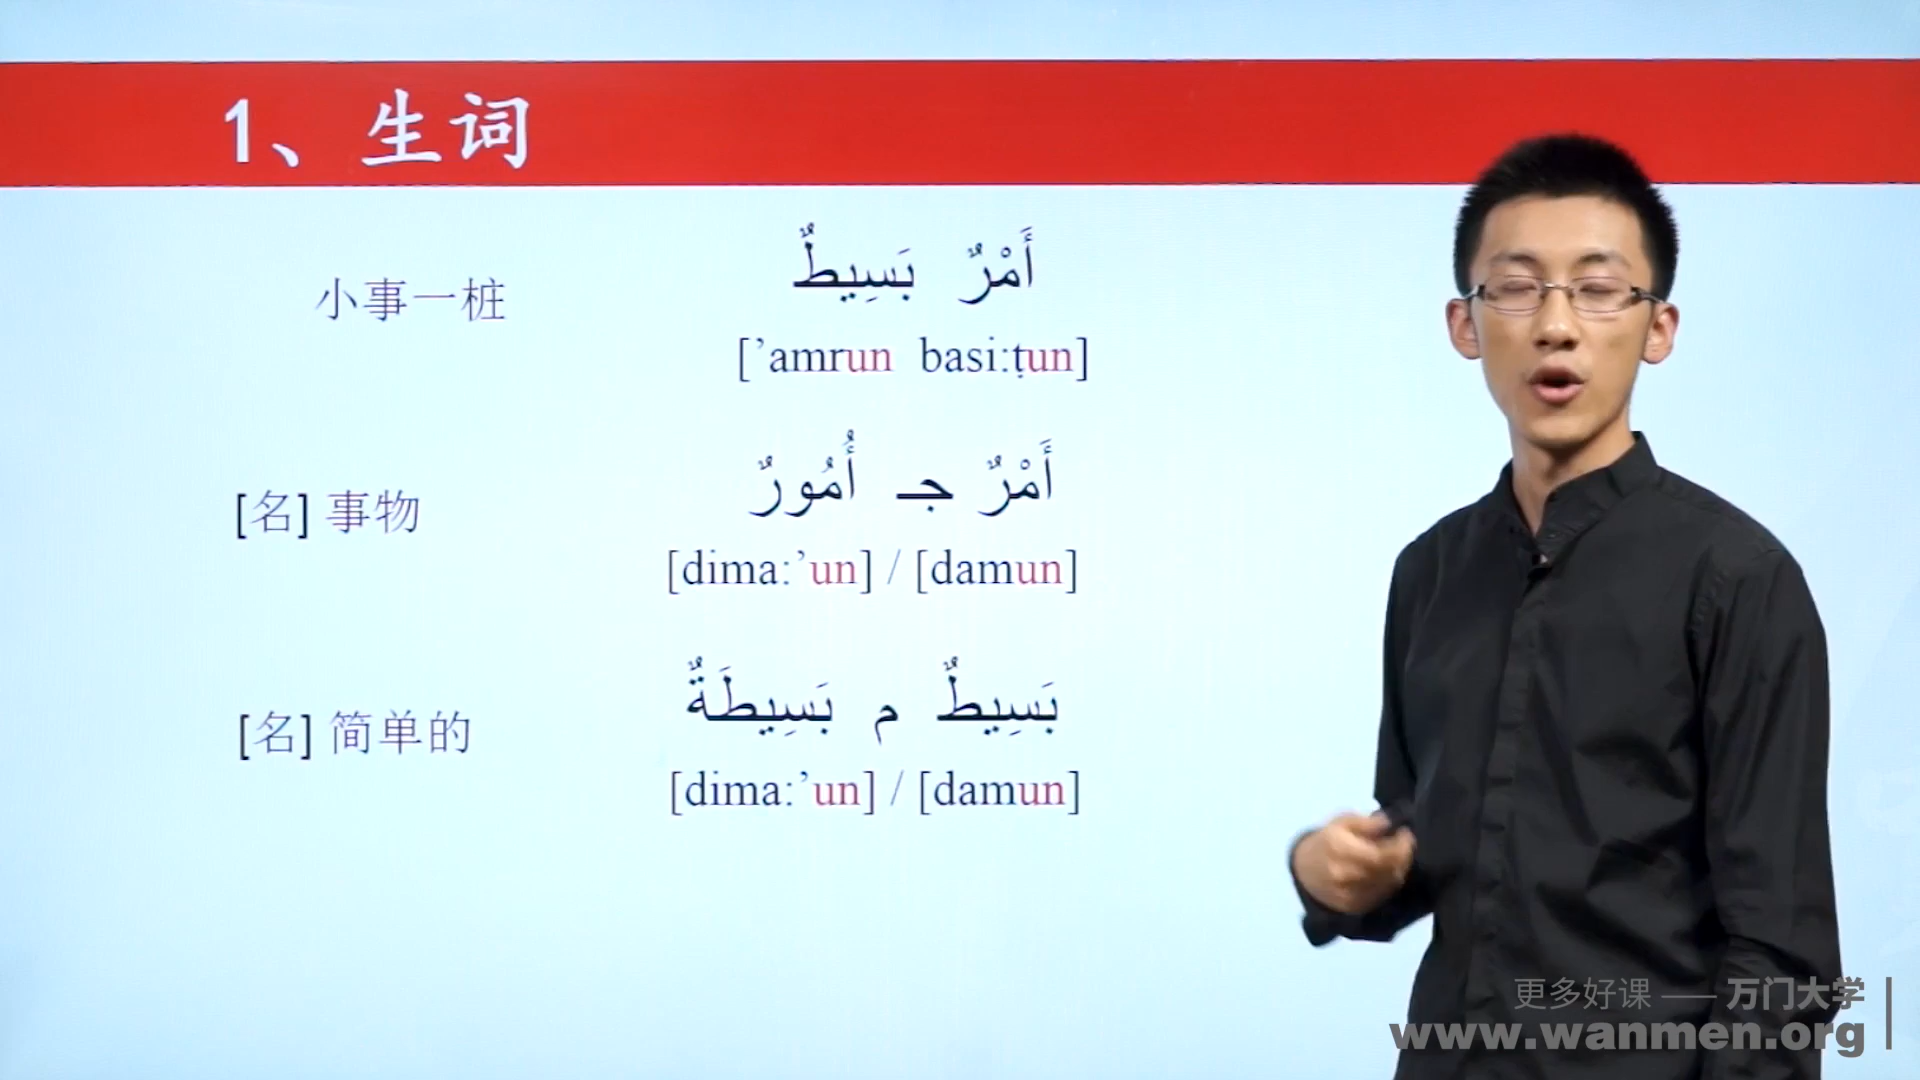 1、生词
小事一桩 أَمْرٌ بَسِيطٌ
[’amrun basi:ṭun]
[名] 事物 أَمْرٌ جـ أُمُورٌ
[dima:’un] / [damun]
[名] 简单的 بَسِيطٌ م بَسِيطَةٌ
[dima:’un] / [damun]
更多好课 —— 万门大学
www.wanmen.org